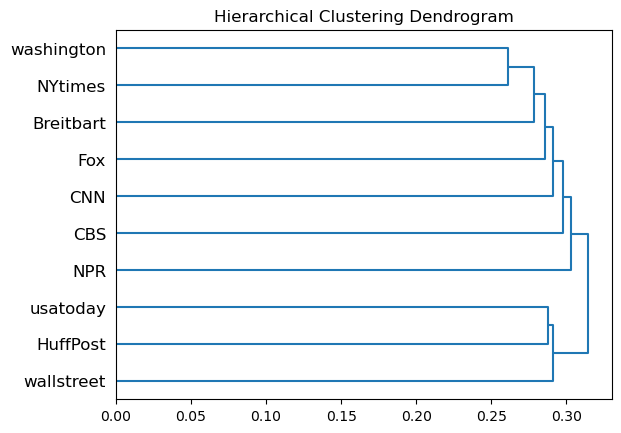 Hierarchical Clustering Dendrogram
washington
NYtimes
Breitbart
Fox
CNN
CBS
NPR
usatoday
HuffPost
wallstreet
0.00 0.05 0.10 0.15 0.20 0.25 0.30